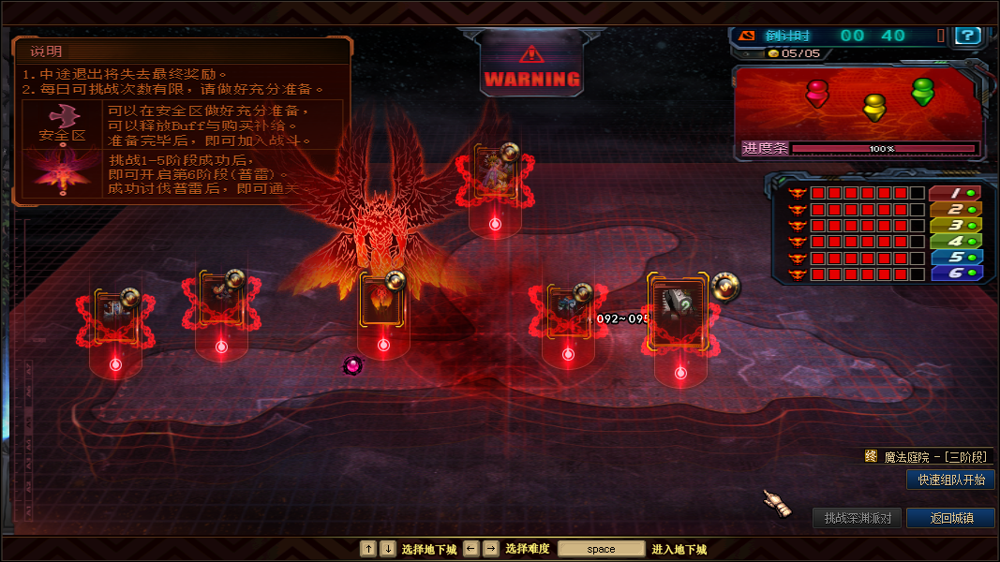 说明
1.中途退出将失去最终奖励。
2.每日可挑战次数有限，请做好充分准备。
安全区
可以在安全区做好充分准备，
可以释放Buff与购买补给。
准备完毕后，即可加入战斗。
挑战1-5阶段成功后，
即可开启第6阶段(普雷)。
成功讨伐普雷后，即可通关
WARNING
倒计时 00 40
?
05/05
进度条 100%
1
2
3
4
5
6
092~095
终 魔法庭院 - [三阶段]
快速组队开始
挑战深渊派对
返回城镇
↑ ↓ 选择地下城 ← → 选择难度 space 进入地下城